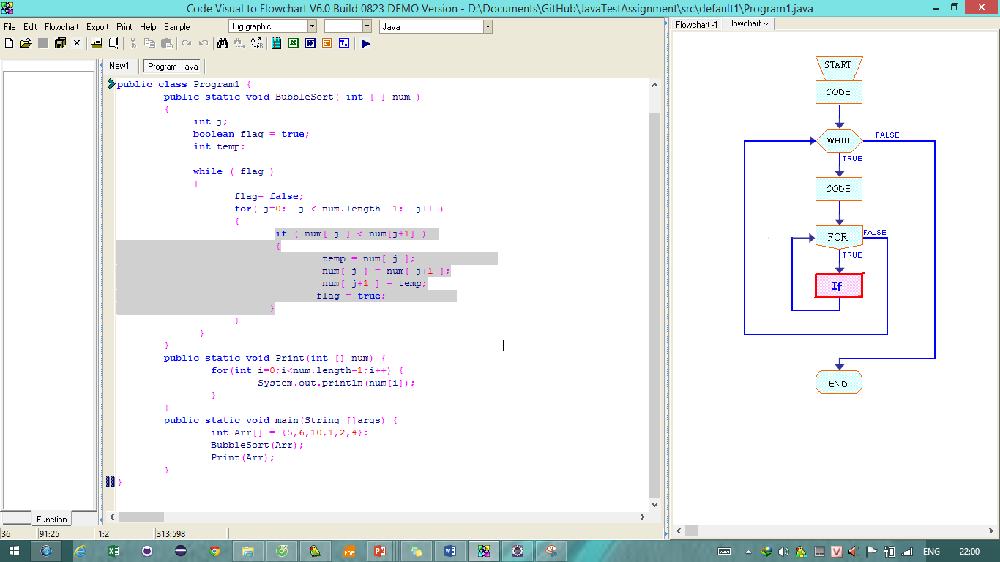 Code Visual to Flowchart V6.0 Build 0823 DEMO Version - D:\Documents\GitHub\JavaTestAssignment\src\default1\Program1.java
File Edit Flowchart Export Print Help Sample
Big graphic 3 Java
New1 Program1.java
public class Program1 {
public static void BubbleSort( int [ ] num )
{
int j;
boolean flag = true;
int temp;
while ( flag )
{
flag= false;
for( j=0; j < num.length -1; j++ )
{
if ( num[ j ] < num[j+1] )
{
temp = num[ j ];
num[ j ] = num[ j+1 ];
num[ j+1 ] = temp;
flag = true;
}
}
}
}
public static void Print(int [] num) {
for(int i=0;i<num.length-1;i++) {
System.out.println(num[i]);
}
}
public static void main(String []args) {
int Arr[] = {5,6,10,1,2,4};
BubbleSort(Arr);
Print(Arr);
}
}
Function
36 91:25 1:2 313:598
Flowchart -1 Flowchart -2
START
CODE
WHILE FALSE
TRUE
CODE
FOR FALSE
TRUE
If
END
PDF
ENG 22:00